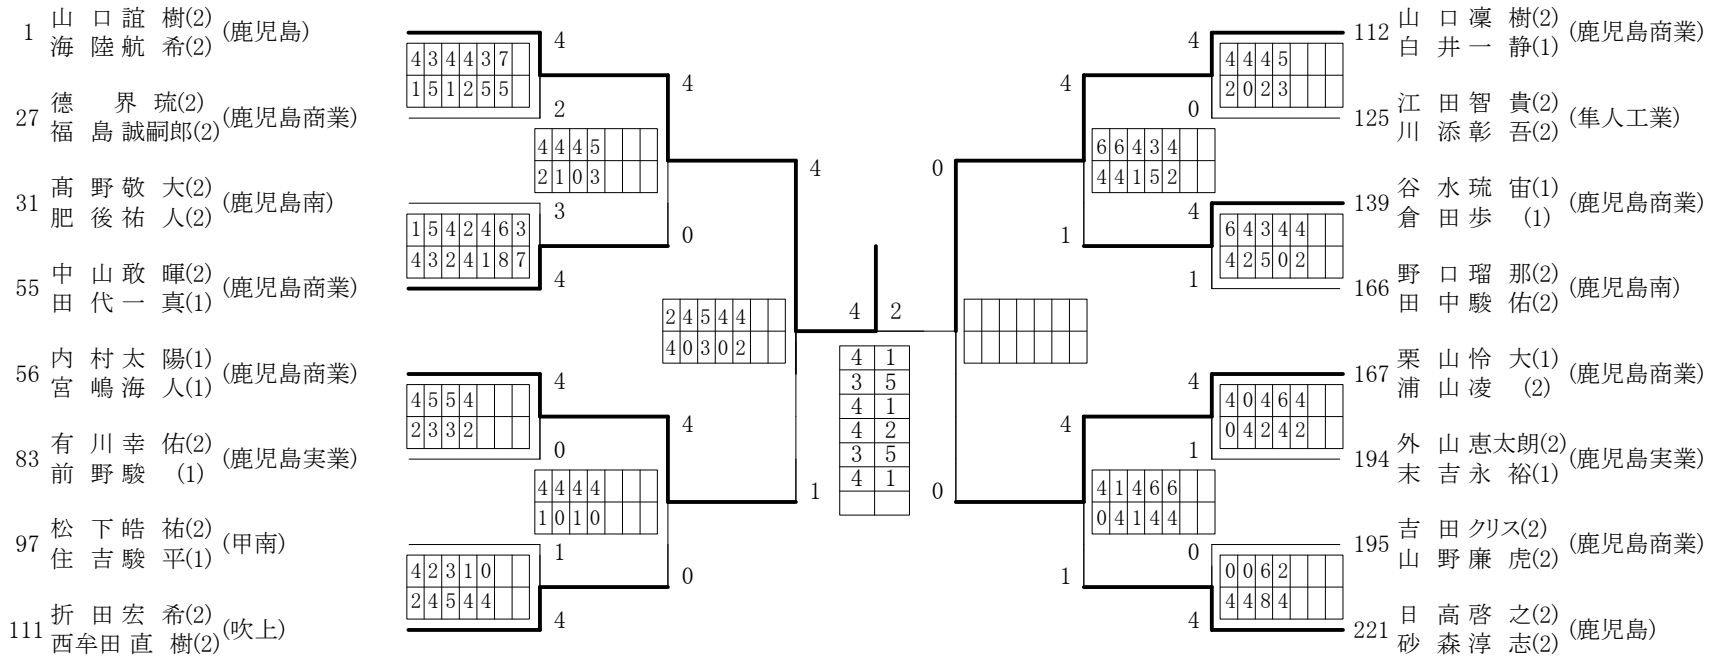 1 山口誼樹(2) (鹿児島)
海陸航希(2)
4 3 4 4 3 7
1 5 1 2 5 5
4
2
27 德界琉(2) (鹿児島商業)
福島誠嗣郎(2)
4 4 4 5
2 1 0 3
4
0
31 髙野敬大(2) (鹿児島南)
肥後祐人(2)
1 5 4 2 4 6 3
4 3 2 4 1 8 7
3
4
55 中山敢暉(2) (鹿児島商業)
田代一真(1)
2 4 5 4 4
4 0 3 0 2
4
1
56 内村太陽(1) (鹿児島商業)
宮嶋海人(1)
4 5 5 4
2 3 3 2
4
0
83 有川幸佑(2) (鹿児島実業)
前野駿(1)
4 4 4 4
1 0 1 0
4
0
97 松下皓祐(2) (甲南)
住吉駿平(1)
4 2 3 1 0
2 4 5 4 4
1
4
111 折田宏希(2) (吹上)
西牟田直樹(2)
4 2
4 1
3 5
4 1
4 2
3 5
4 1
112 山口凜樹(2) (鹿児島商業)
白井一静(1)
4 4 4 5
2 0 2 3
4
0
125 江田智貴(2) (隼人工業)
川添彰吾(2)
6 6 4 3 4
4 4 1 5 2
4
1
139 谷水琉宙(1) (鹿児島商業)
倉田歩(1)
6 4 3 4 4
4 2 5 0 2
4
1
166 野口瑠那(2) (鹿児島南)
田中駿佑(2)
0
0
167 栗山怜大(1) (鹿児島商業)
浦山凌(2)
4 0 4 6 4
0 4 2 4 2
4
1
194 外山恵太朗(2) (鹿児島実業)
末吉永裕(1)
4 1 4 6 6
0 4 1 4 4
4
1
195 吉田クリス(2) (鹿児島商業)
山野廉虎(2)
0 0 6 2
4 4 8 4
0
4
221 日高啓之(2) (鹿児島)
砂森淳志(2)